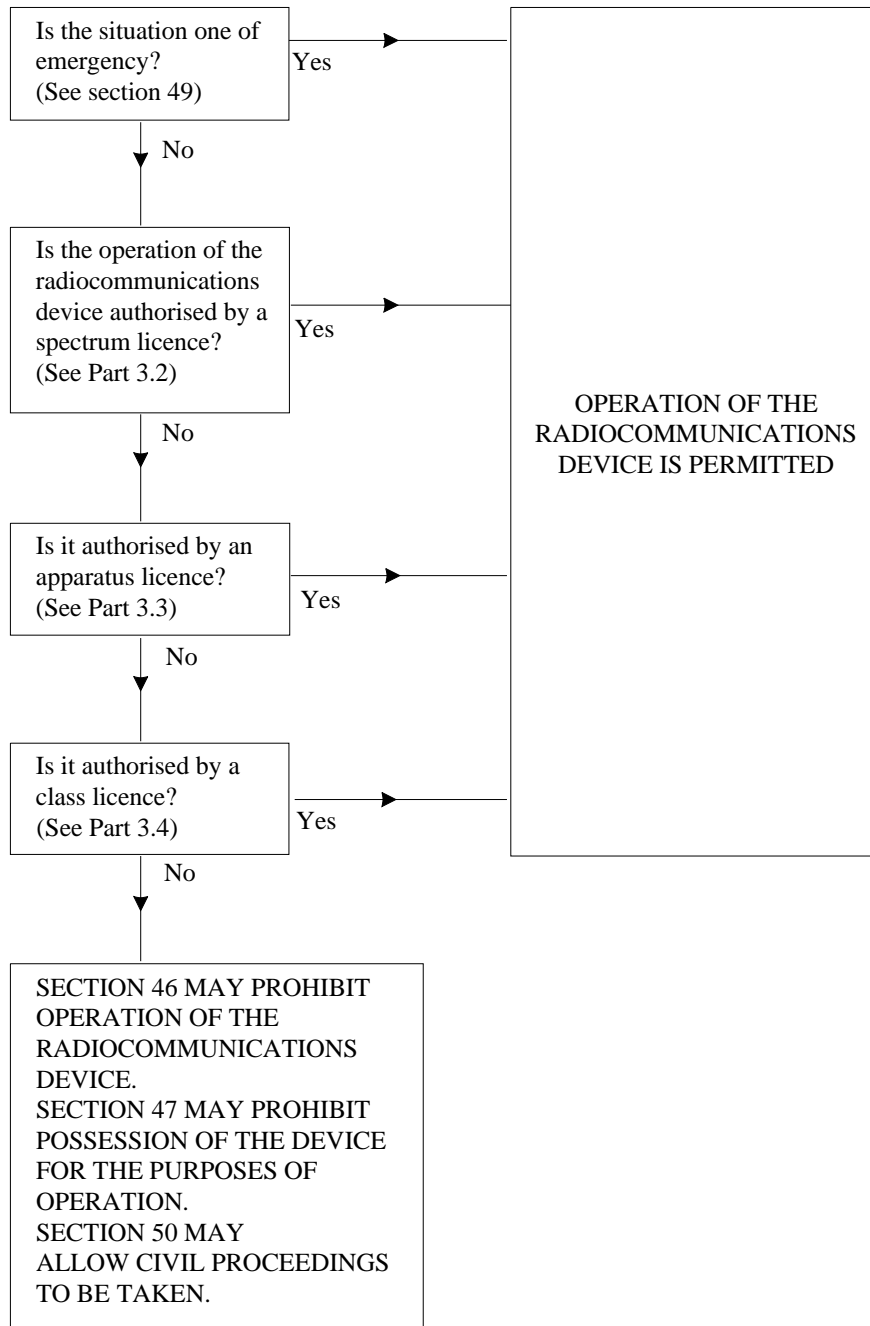 Is the situation one of
emergency?
(See section 49)
Yes
No
Is the operation of the
radiocommunications
device authorised by a
spectrum licence?
(See Part 3.2)
Yes
No
OPERATION OF THE
RADIOCOMMUNICATIONS
DEVICE IS PERMITTED
Is it authorised by an
apparatus licence?
(See Part 3.3)
Yes
No
Is it authorised by a
class licence?
(See Part 3.4)
Yes
No
SECTION 46 MAY PROHIBIT
OPERATION OF THE
RADIOCOMMUNICATIONS
DEVICE.
SECTION 47 MAY PROHIBIT
POSSESSION OF THE DEVICE
FOR THE PURPOSES OF
OPERATION.
SECTION 50 MAY
ALLOW CIVIL PROCEEDINGS
TO BE TAKEN.